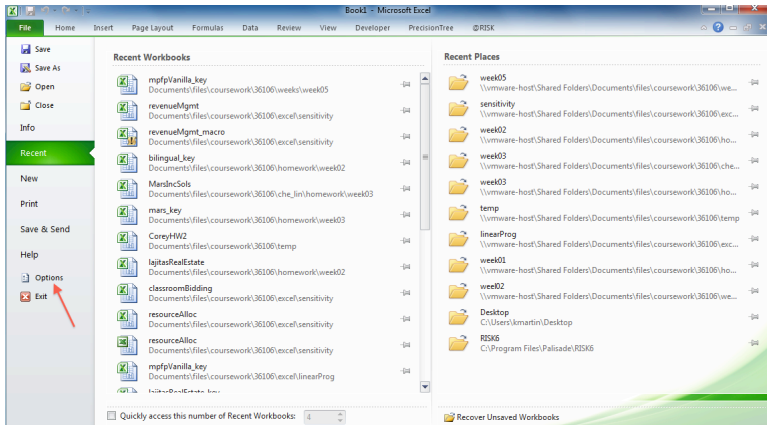 Book1 - Microsoft Excel
File Home Insert Page Layout Formulas Data Review View Developer PrecisionTree @RISK
Save
Save As
Open
Close
Info
Recent
New
Print
Save & Send
Help
Options
Exit
Recent Workbooks
mpfpVanilla_key
Documents\files\coursework\36106\weeks\week05
revenueMgmt
Documents\files\coursework\36106\excel\sensitivity
revenueMgmt_macro
Documents\files\coursework\36106\excel\sensitivity
bilingual_key
Documents\files\coursework\36106\homework\week02
MarsIncSols
Documents\files\coursework\36106\che_lin\homework\week03
mars_key
Documents\files\coursework\36106\homework\week03
CoreyHW2
Documents\files\coursework\36106\temp
lajitasRealEstate
Documents\files\coursework\36106\homework\week02
classroomBidding
Documents\files\coursework\36106\excel\sensitivity
resourceAlloc
Documents\files\coursework\36106\excel\sensitivity
resourceAlloc
Documents\files\coursework\36106\excel\sensitivity
mpfpVanilla_key
Documents\files\coursework\36106\excel\linearProg
Quickly access this number of Recent Workbooks: 4
Recent Places
week05
\\vmware-host\Shared Folders\Documents\files\coursework\36106\we...
sensitivity
\\vmware-host\Shared Folders\Documents\files\coursework\36106\exc...
week02
\\vmware-host\Shared Folders\Documents\files\coursework\36106\ho...
week03
\\vmware-host\Shared Folders\Documents\files\coursework\36106\che...
week03
\\vmware-host\Shared Folders\Documents\files\coursework\36106\ho...
temp
\\vmware-host\Shared Folders\Documents\files\coursework\36106\temp
linearProg
\\vmware-host\Shared Folders\Documents\files\coursework\36106\exc...
week01
\\vmware-host\Shared Folders\Documents\files\coursework\36106\ho...
weel02
\\vmware-host\Shared Folders\Documents\files\coursework\36106\we...
Desktop
C:\Users\kmartin\Desktop
RISK6
C:\Program Files\Palisade\RISK6
Recover Unsaved Workbooks